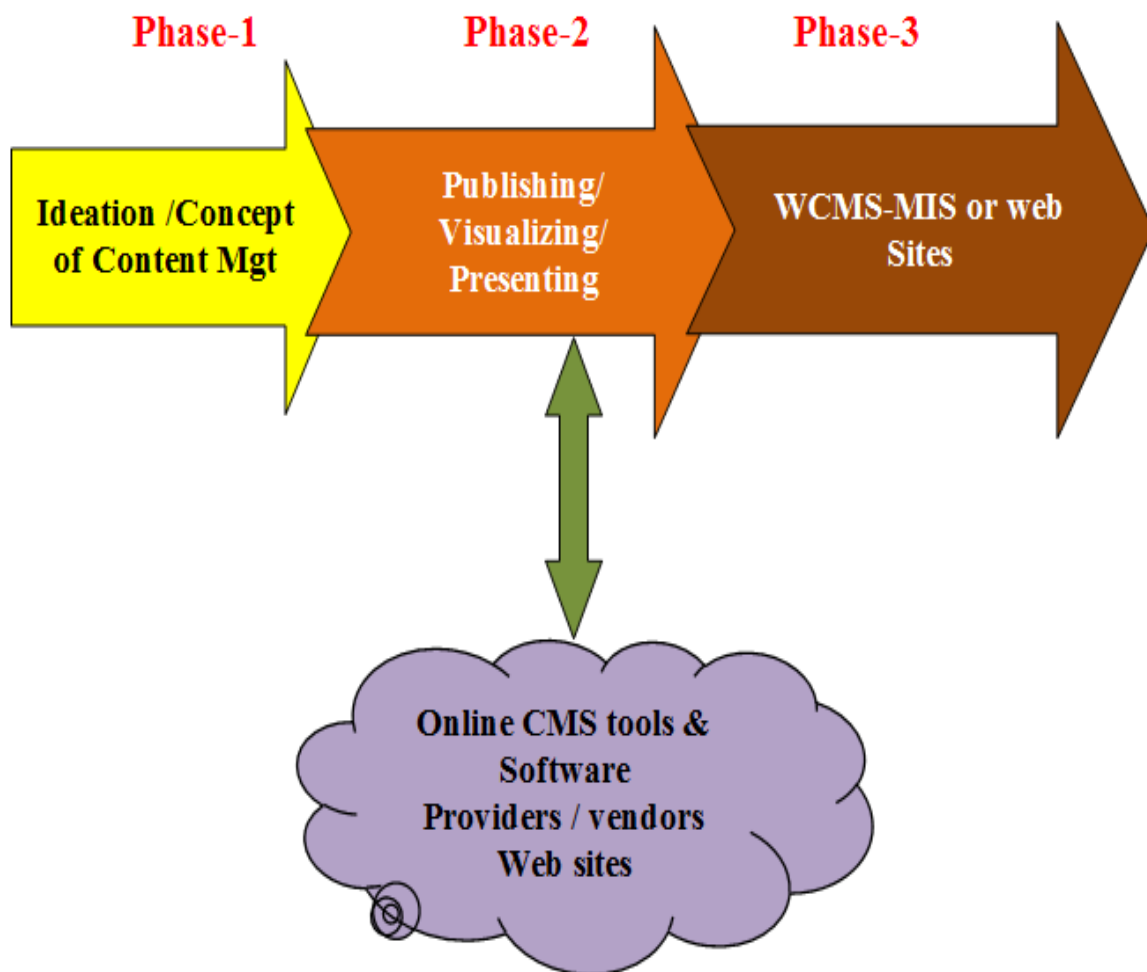 Phase-1
Phase-2
Phase-3
Ideation /Concept
of Content Mgt
Publishing/
Visualizing/
Presenting
WCMS-MIS or web
Sites
Online CMS tools &
Software
Providers / vendors
Web sites